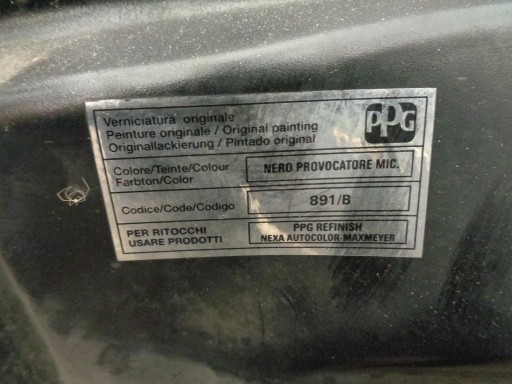 Verniciatura originale
Peinture originale / Original painting
Originallackierung / Pintado original
PPG
Colore/Teinte/Colour
Farbton/Color
NERO PROVOCATORE MIC.
Codice/Code/Codigo
891/B
PER RITOCCHI
USARE PRODOTTI
PPG REFINISH
NEXA AUTOCOLOR-MAXMEYER